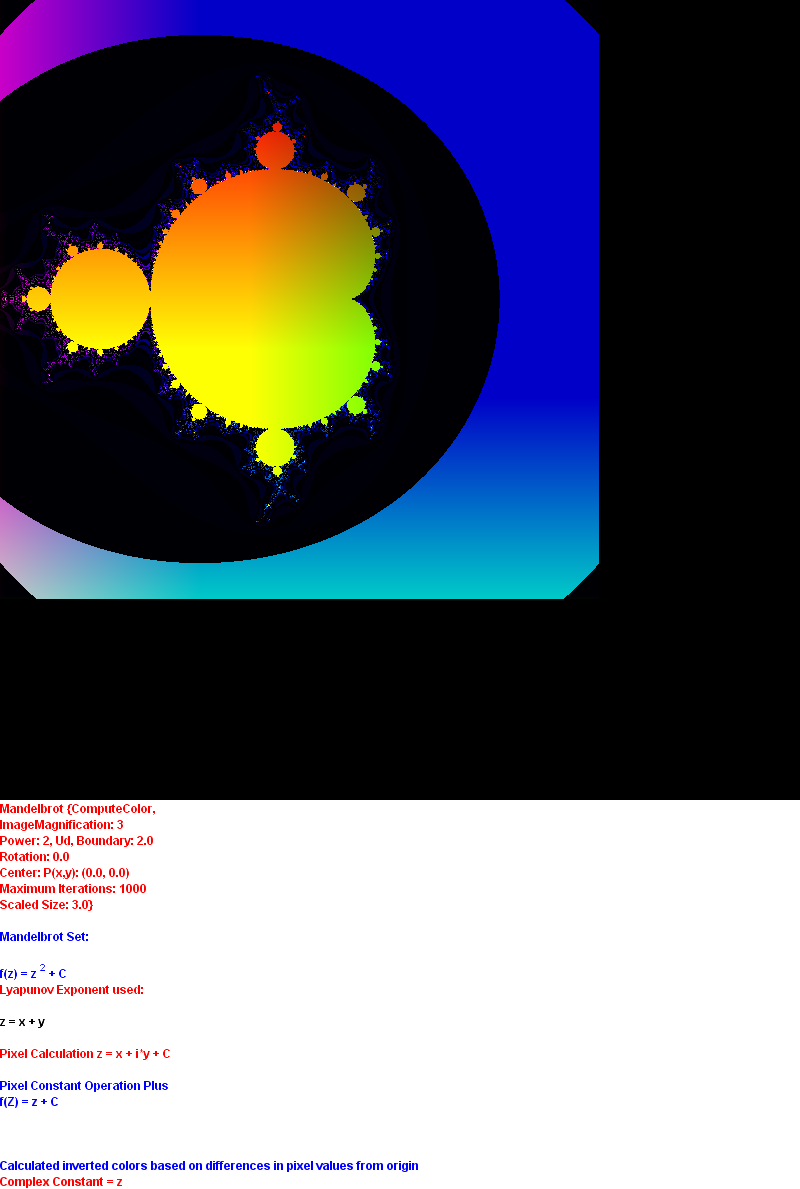 Mandelbrot {ComputeColor,
ImageMagnification: 3
Power: 2, Ud, Boundary: 2.0
Rotation: 0.0
Center: P(x,y): (0.0, 0.0)
Maximum Iterations: 1000
Scaled Size: 3.0}
Mandelbrot Set:
f(z) = z 2 + C
Lyapunov Exponent used:
z = x + y
Pixel Calculation z = x + i*y + C
Pixel Constant Operation Plus
f(Z) = z + C
Calculated inverted colors based on differences in pixel values from origin
Complex Constant = z